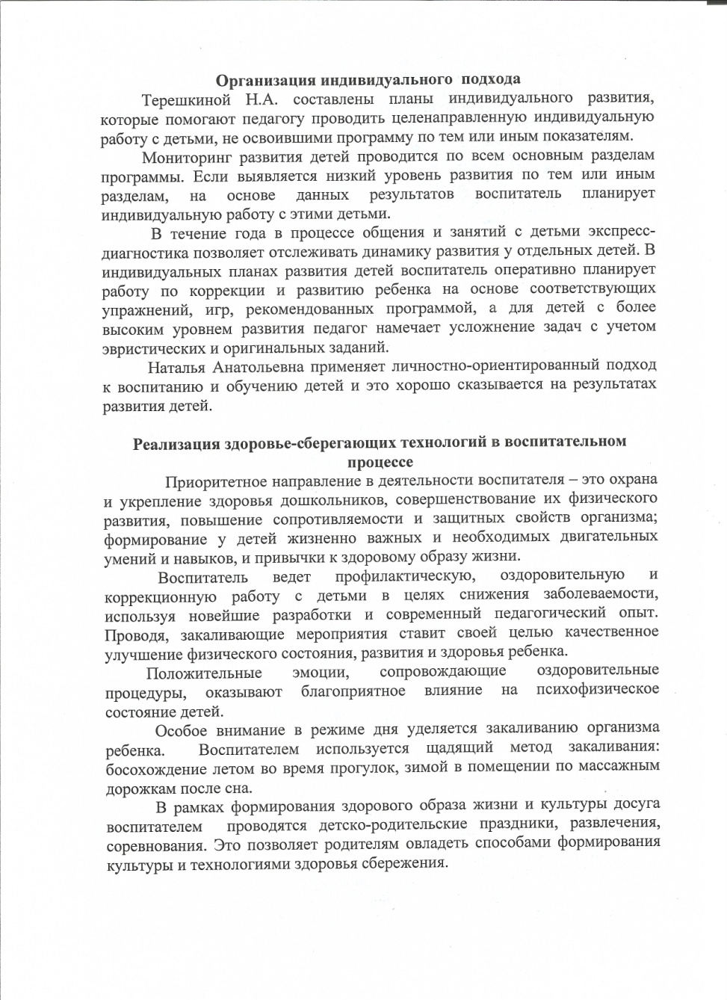 Организация индивидуального подхода
Терешкиной Н.А. составлены планы индивидуального развития,
которые помогают педагогу проводить целенаправленную индивидуальную
работу с детьми, не освоившими программу по тем или иным показателям.
Мониторинг развития детей проводится по всем основным разделам
программы. Если выявляется низкий уровень развития по тем или иным
разделам, на основе данных результатов воспитатель планирует
индивидуальную работу с этими детьми.
В течение года в процессе общения и занятий с детьми экспресс-
диагностика позволяет отслеживать динамику развития у отдельных детей. В
индивидуальных планах развития детей воспитатель оперативно планирует
работу по коррекции и развитию ребенка на основе соответствующих
упражнений, игр, рекомендованных программой, а для детей с более
высоким уровнем развития педагог намечает усложнение задач с учетом
эвристических и оригинальных заданий.
Наталья Анатольевна применяет личностно-ориентированный подход
к воспитанию и обучению детей и это хорошо сказывается на результатах
развития детей.
Реализация здоровье-сберегающих технологий в воспитательном
процессе
Приоритетное направление в деятельности воспитателя – это охрана
и укрепление здоровья дошкольников, совершенствование их физического
развития, повышение сопротивляемости и защитных свойств организма;
формирование у детей жизненно важных и необходимых двигательных
умений и навыков, и привычки к здоровому образу жизни.
Воспитатель ведет профилактическую, оздоровительную и
коррекционную работу с детьми в целях снижения заболеваемости,
используя новейшие разработки и современный педагогический опыт.
Проводя, закаливающие мероприятия ставит своей целью качественное
улучшение физического состояния, развития и здоровья ребенка.
Положительные эмоции, сопровождающие оздоровительные
процедуры, оказывают благоприятное влияние на психофизическое
состояние детей.
Особое внимание в режиме дня уделяется закаливанию организма
ребенка. Воспитателем используется щадящий метод закаливания:
босохождение летом во время прогулок, зимой в помещении по массажным
дорожкам после сна.
В рамках формирования здорового образа жизни и культуры досуга
воспитателем проводятся детско-родительские праздники, развлечения,
соревнования. Это позволяет родителям овладеть способами формирования
культуры и технологиями здоровья сбережения.